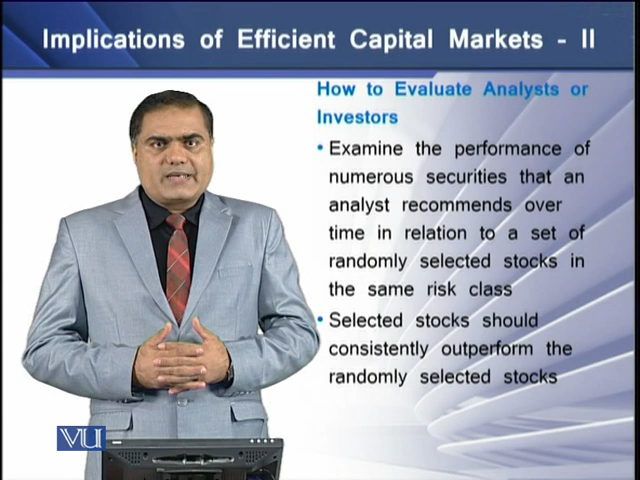 Implications of Efficient Capital Markets - II
How to Evaluate Analysts or
Investors
• Examine the performance of
numerous securities that an
analyst recommends over
time in relation to a set of
randomly selected stocks in
the same risk class
• Selected stocks should
consistently outperform the
randomly selected stocks
VU